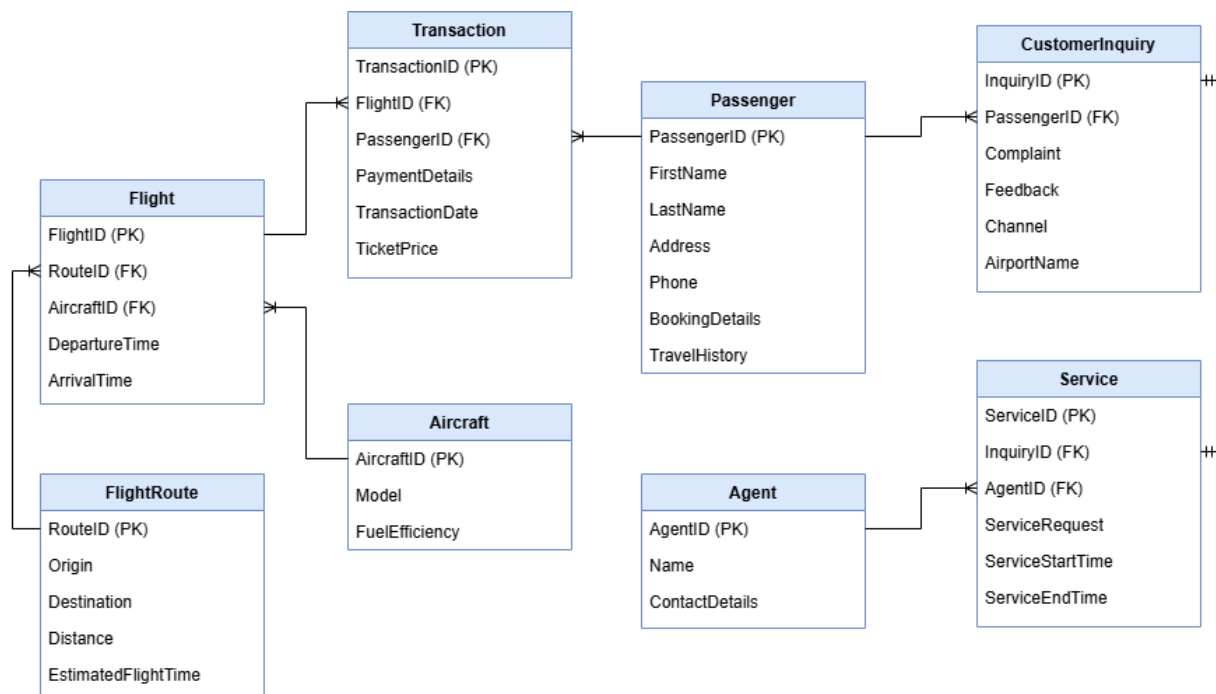 Transaction
TransactionID (PK)
FlightID (FK)
PassengerID (FK)
PaymentDetails
TransactionDate
TicketPrice
CustomerInquiry
InquiryID (PK)
PassengerID (FK)
Complaint
Feedback
Channel
AirportName
Passenger
PassengerID (PK)
FirstName
LastName
Address
Phone
BookingDetails
TravelHistory
Flight
FlightID (PK)
RouteID (FK)
AircraftID (FK)
DepartureTime
ArrivalTime
Service
ServiceID (PK)
InquiryID (FK)
AgentID (FK)
ServiceRequest
ServiceStartTime
ServiceEndTime
Aircraft
AircraftID (PK)
Model
FuelEfficiency
FlightRoute
RouteID (PK)
Origin
Destination
Distance
EstimatedFlightTime
Agent
AgentID (PK)
Name
ContactDetails